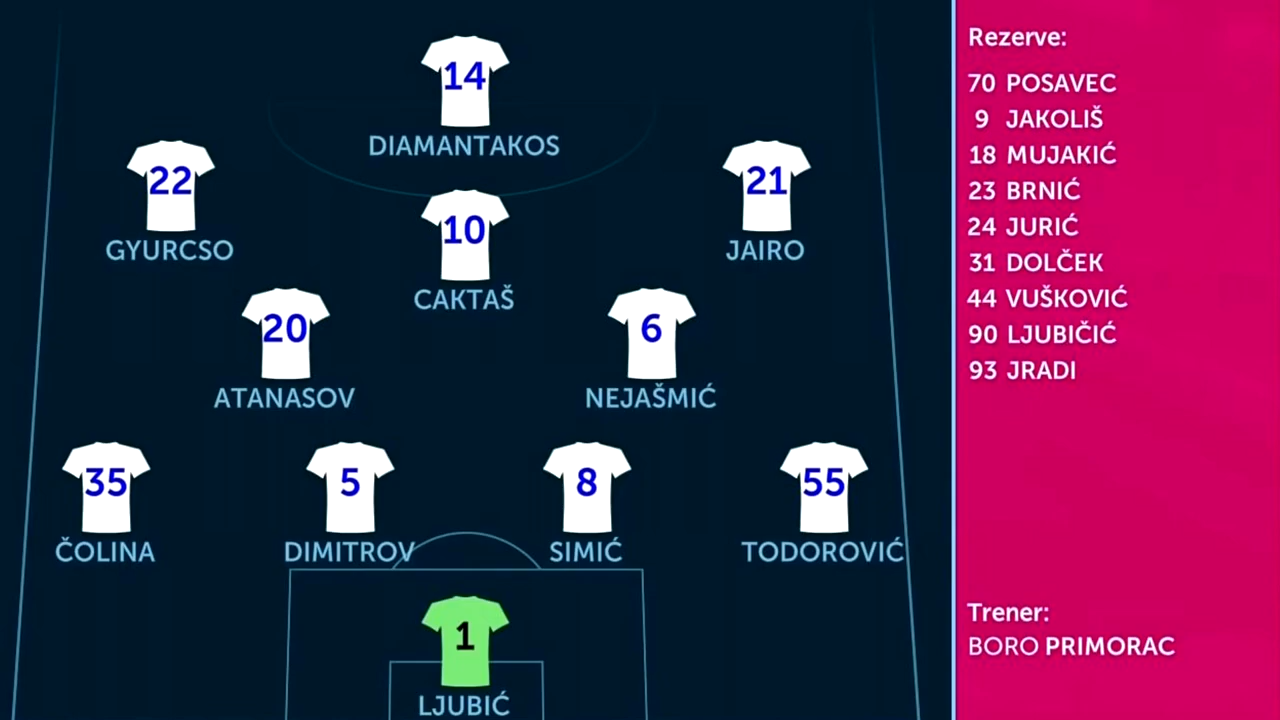 14
DIAMANTAKOS
22
GYURCSO
10
CAKTAŠ
21
JAIRO
20
ATANASOV
6
NEJAŠMIĆ
35
ČOLINA
5
DIMITROV
8
SIMIĆ
55
TODOROVIĆ
1
LJUBIĆ
Rezerve:
70 POSAVEC
9 JAKOLIŠ
18 MUJAKIĆ
23 BRNIĆ
24 JURIĆ
31 DOLČEK
44 VUŠKOVIĆ
90 LJUBIČIĆ
93 JRADI
Trener:
BORO PRIMORAC